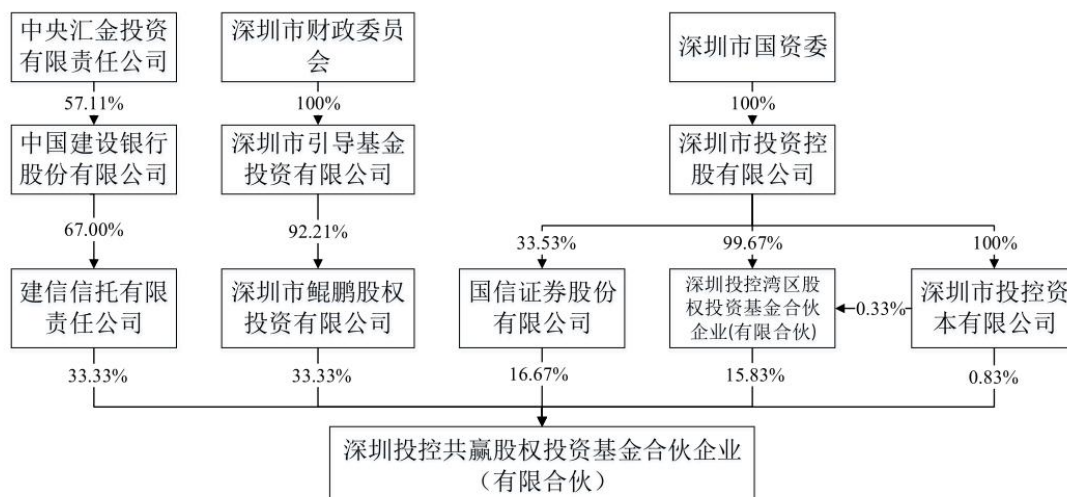 中央汇金投资
有限责任公司
深圳市财政委员
会
深圳市国资委
57.11%
100%
100%
中国建设银行
股份有限公司
深圳市引导基金
投资有限公司
深圳市投资控
股有限公司
67.00%
92.21%
33.53%
99.67%
100%
建信信托有限
责任公司
深圳市鲲鹏股权
投资有限公司
国信证券股份
有限公司
深圳投控湾区股
权投资基金合伙
企业(有限合伙)
0.33%
深圳市投控资
本有限公司
33.33%
33.33%
16.67%
15.83%
0.83%
深圳投控共赢股权投资基金合伙企业
（有限合伙）